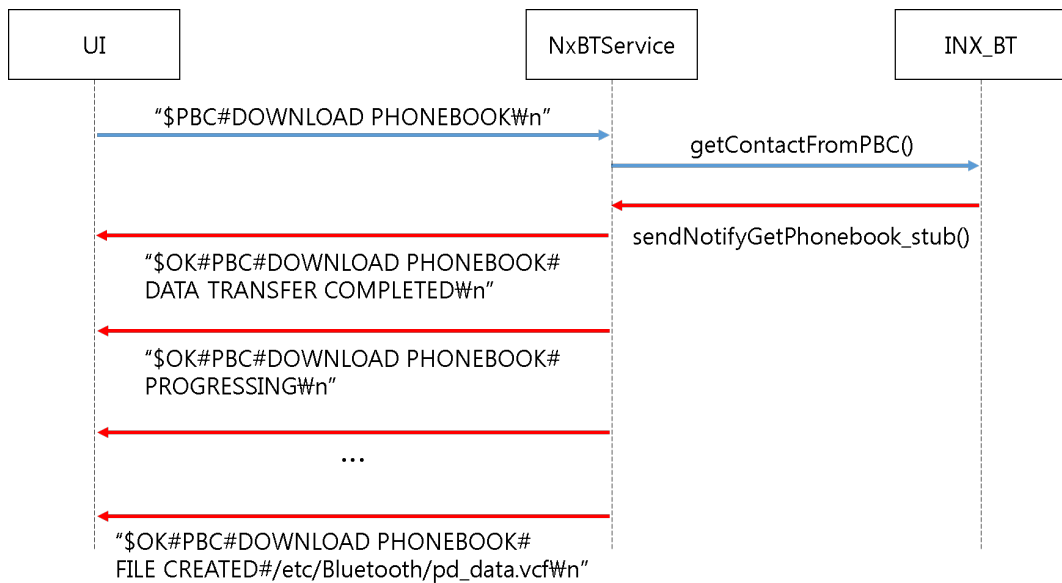 UI
NxBTService
INX_BT
“$PBC#DOWNLOAD PHONEBOOK₩n”
getContactFromPBC()
sendNotifyGetPhonebook_stub()
“$OK#PBC#DOWNLOAD PHONEBOOK#
DATA TRANSFER COMPLETED₩n”
“$OK#PBC#DOWNLOAD PHONEBOOK#
PROGRESSING₩n”
...
“$OK#PBC#DOWNLOAD PHONEBOOK#
FILE CREATED#/etc/Bluetooth/pd_data.vcf₩n”